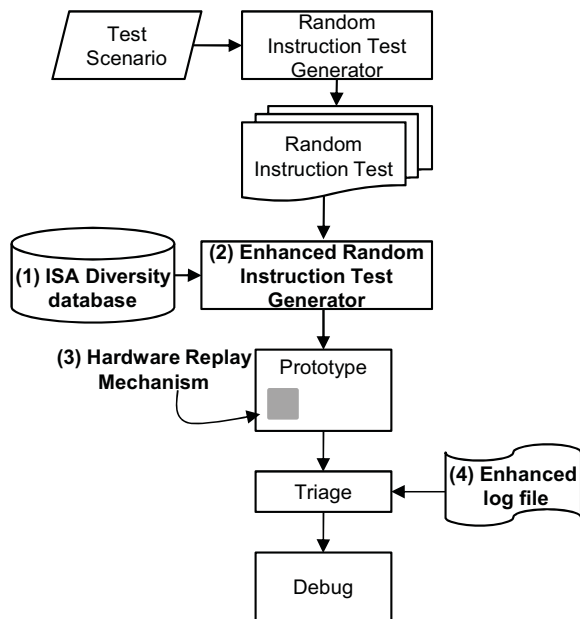 Test
Scenario
Random
Instruction Test
Generator
Random
Instruction Test
(1) ISA Diversity
database
(2) Enhanced Random
Instruction Test
Generator
(3) Hardware Replay
Mechanism
Prototype
Triage
(4) Enhanced
log file
Debug